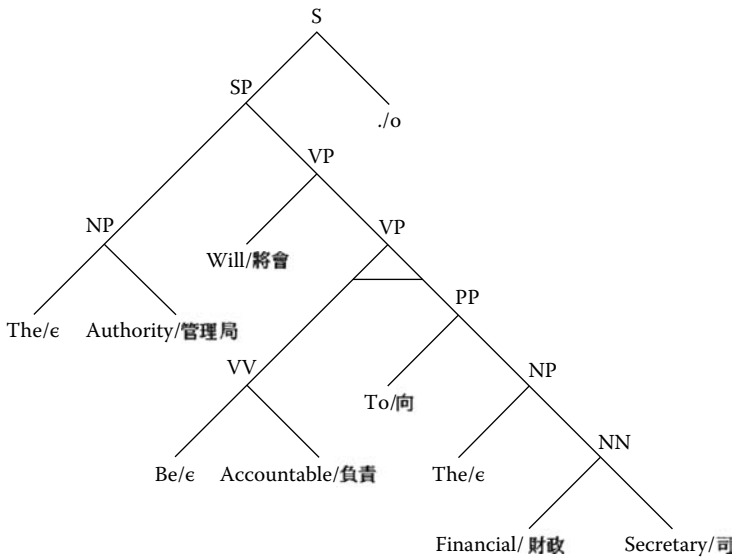 S
SP
./o
VP
NP
VP
Will/將會
PP
The/ϵ Authority/管理局
VV
NP
To/向
NN
Be/ϵ Accountable/負責 The/ϵ
Financial/ 財政 Secretary/司